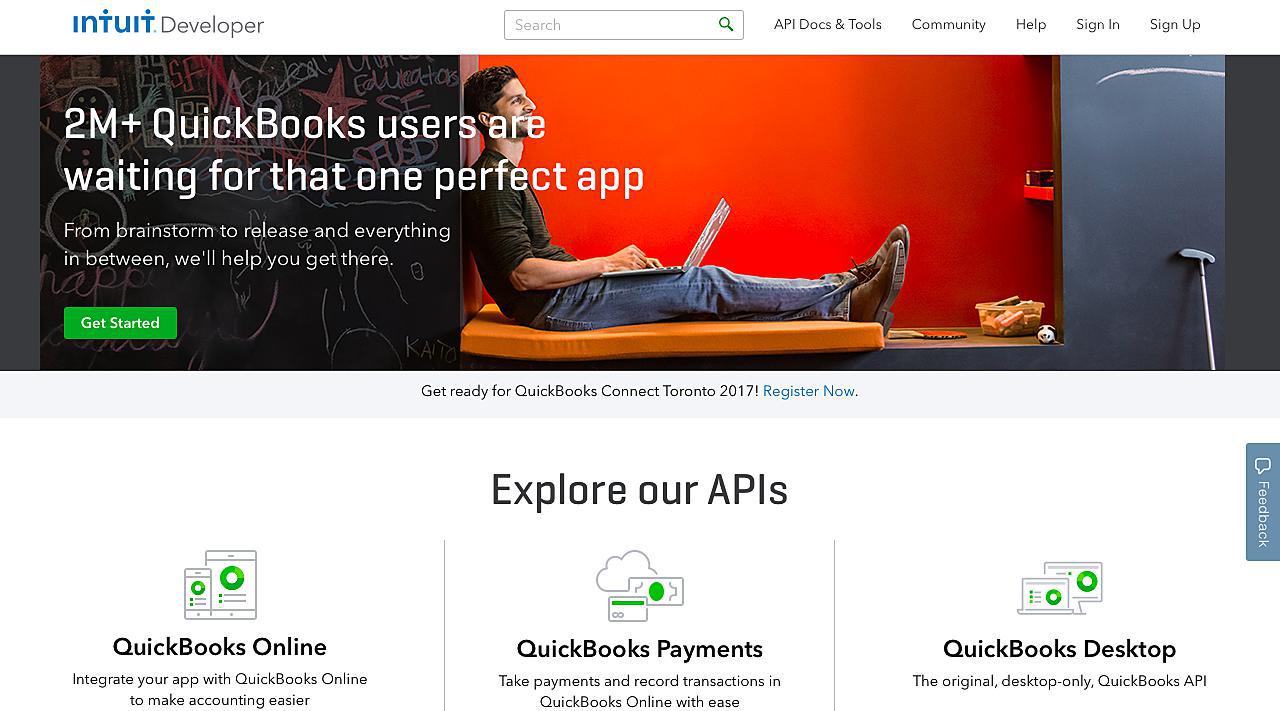 INTUIT Developer
Search
API Docs & Tools
Community
Help
Sign In
Sign Up
Educators
SF
2M+ QuickBooks users are
waiting for that one perfect app
From brainstorm to release and everything
in between, we'll help you get there.
happ
Get Started
KAITO
Get ready for QuickBooks Connect Toronto 2017! Register Now.
Feedback
Explore our APIs
QuickBooks Online
Integrate your app with QuickBooks Online
to make accounting easier
QuickBooks Payments
Take payments and record transactions in
QuickBooks Online with ease
QuickBooks Desktop
The original, desktop-only, QuickBooks API